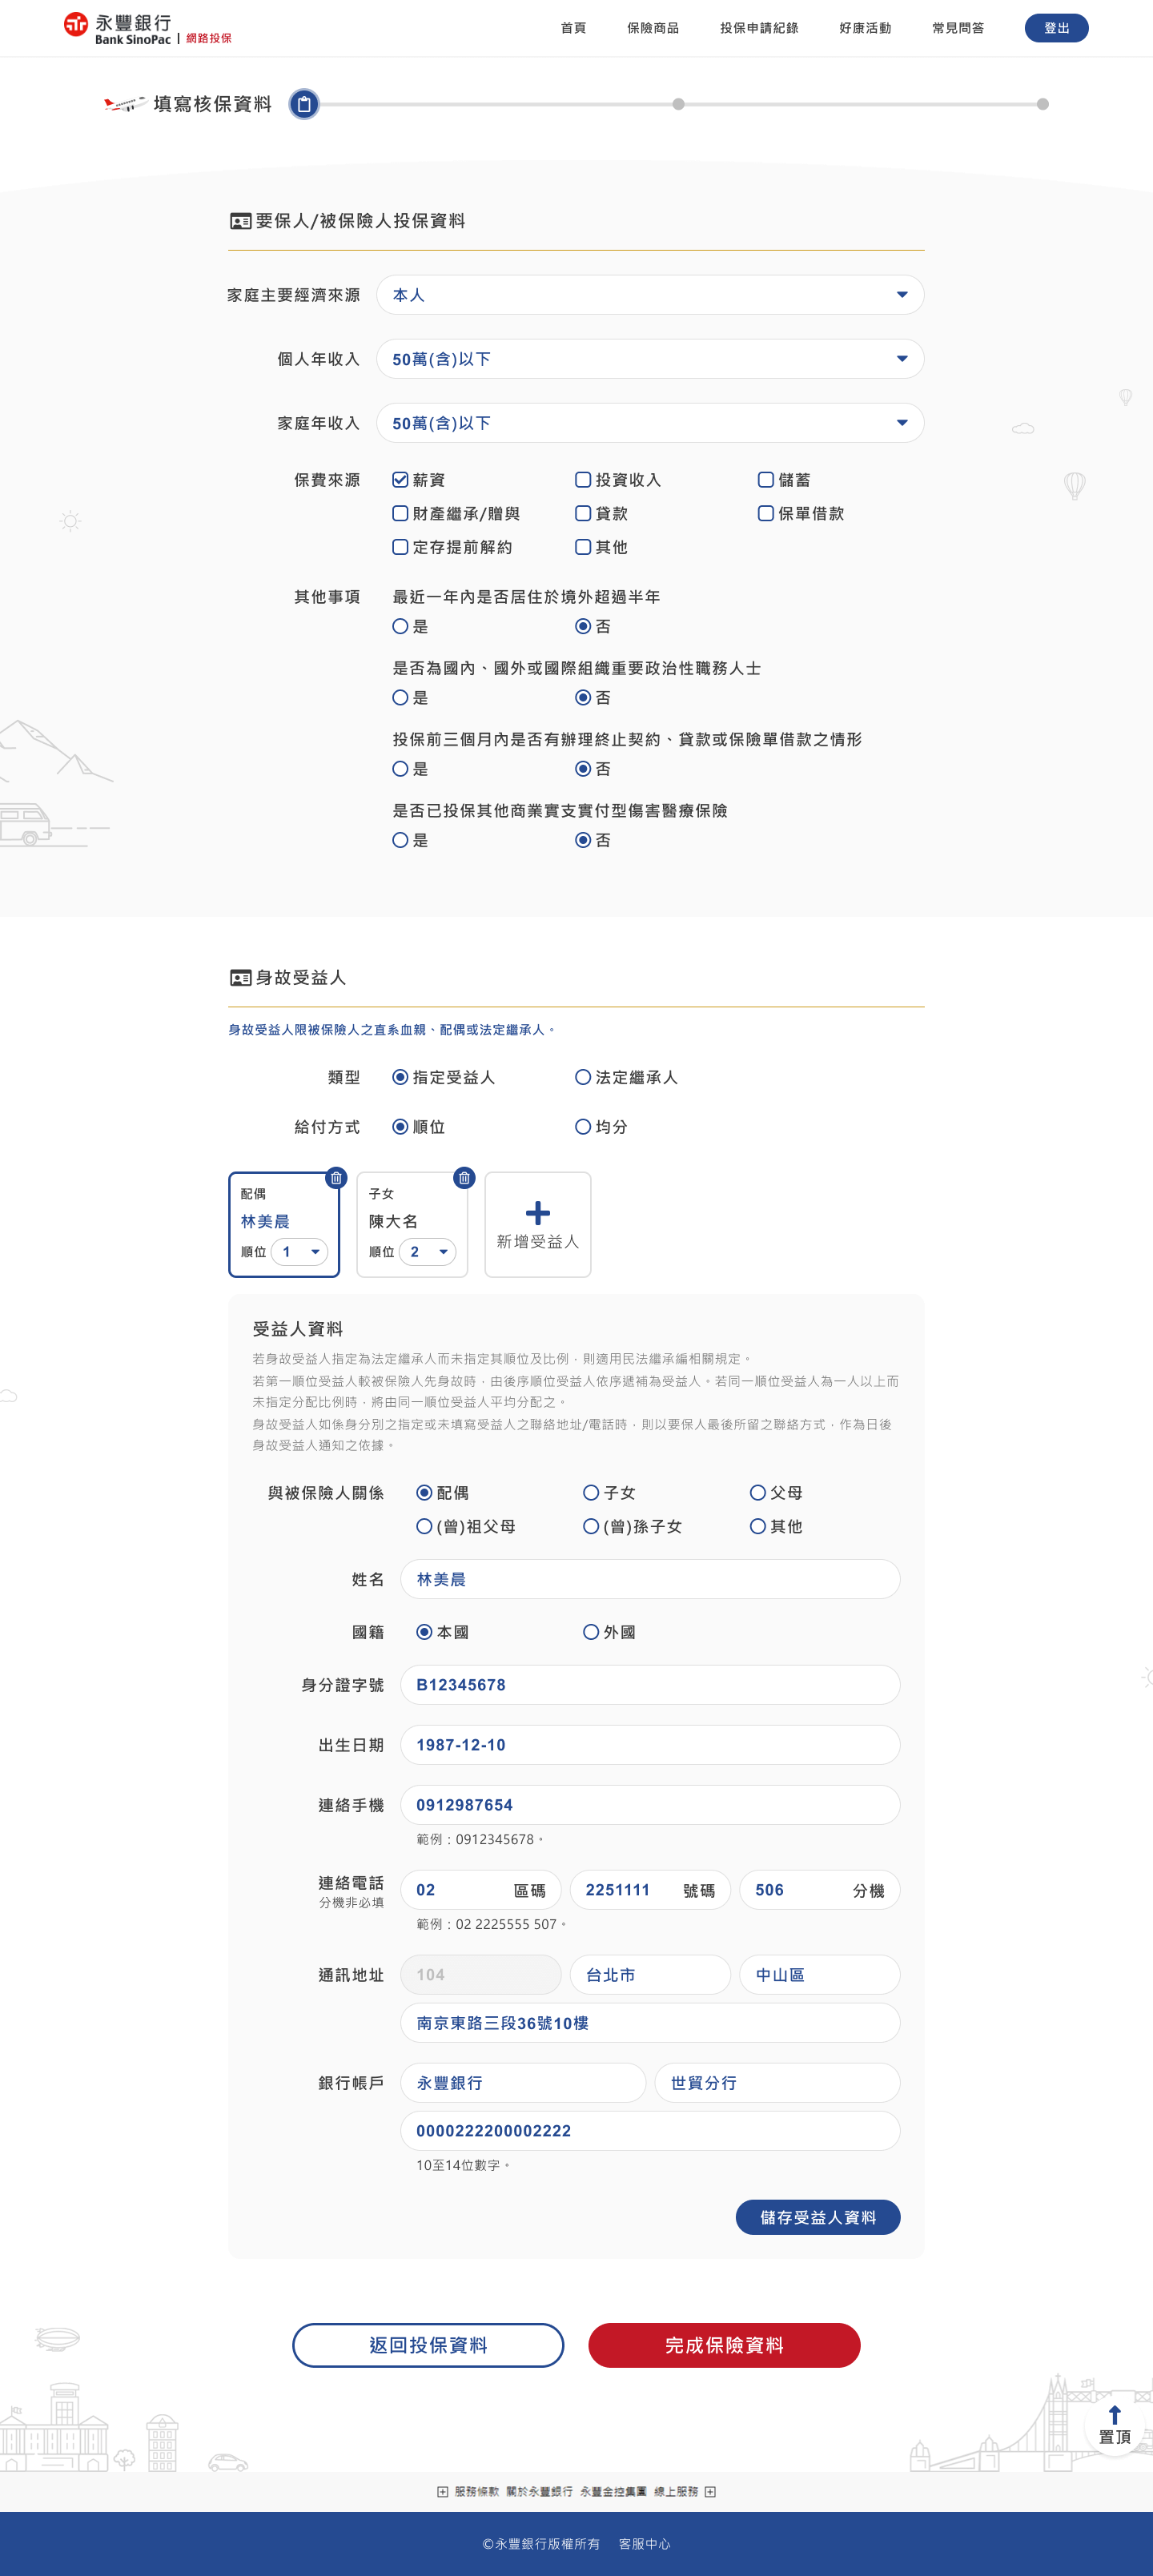 永豐銀行
Bank SinoPac | 網路投保
首頁 保險商品 投保申請紀錄 好康活動 常見問答 登出
填寫核保資料
要保人/被保險人投保資料
家庭主要經濟來源 本人
個人年收入 50萬(含)以下
家庭年收入 50萬(含)以下
保費來源 薪資 投資收入 儲蓄
財產繼承/贈與 貸款 保單借款
定存提前解約 其他
其他事項 最近一年內是否居住於境外超過半年
是 否
是否為國內、國外或國際組織重要政治性職務人士
是 否
投保前三個月內是否有辦理終止契約、貸款或保險單借款之情形
是 否
是否已投保其他商業實支實付型傷害醫療保險
是 否
身故受益人
身故受益人限被保險人之直系血親、配偶或法定繼承人。
類型 指定受益人 法定繼承人
給付方式 順位 均分
配偶
林美晨
順位 1
子女
陳大名
順位 2
新增受益人
受益人資料
若身故受益人指定為法定繼承人而未指定其順位及比例，則適用民法繼承編相關規定。
若第一順位受益人較被保險人先身故時，由後序順位受益人依序遞補為受益人。若同一順位受益人為一人以上而
未指定分配比例時，將由同一順位受益人平均分配之。
身故受益人如係身分別之指定或未填寫受益人之聯絡地址/電話時，則以要保人最後所留之聯絡方式，作為日後
身故受益人通知之依據。
與被保險人關係 配偶 子女 父母
(曾)祖父母 (曾)孫子女 其他
姓名 林美晨
國籍 本國 外國
身分證字號 B12345678
出生日期 1987-12-10
連絡手機 0912987654
範例：0912345678。
連絡電話 02 區碼 2251111 號碼 506 分機
分機非必填
範例：02 2225555 507。
通訊地址 104 台北市 中山區
南京東路三段36號10樓
銀行帳戶 永豐銀行 世貿分行
0000222200002222
10至14位數字。
儲存受益人資料
返回投保資料 完成保險資料
置頂
服務條款 關於永豐銀行 永豐金控集團 線上服務
©永豐銀行版權所有 客服中心